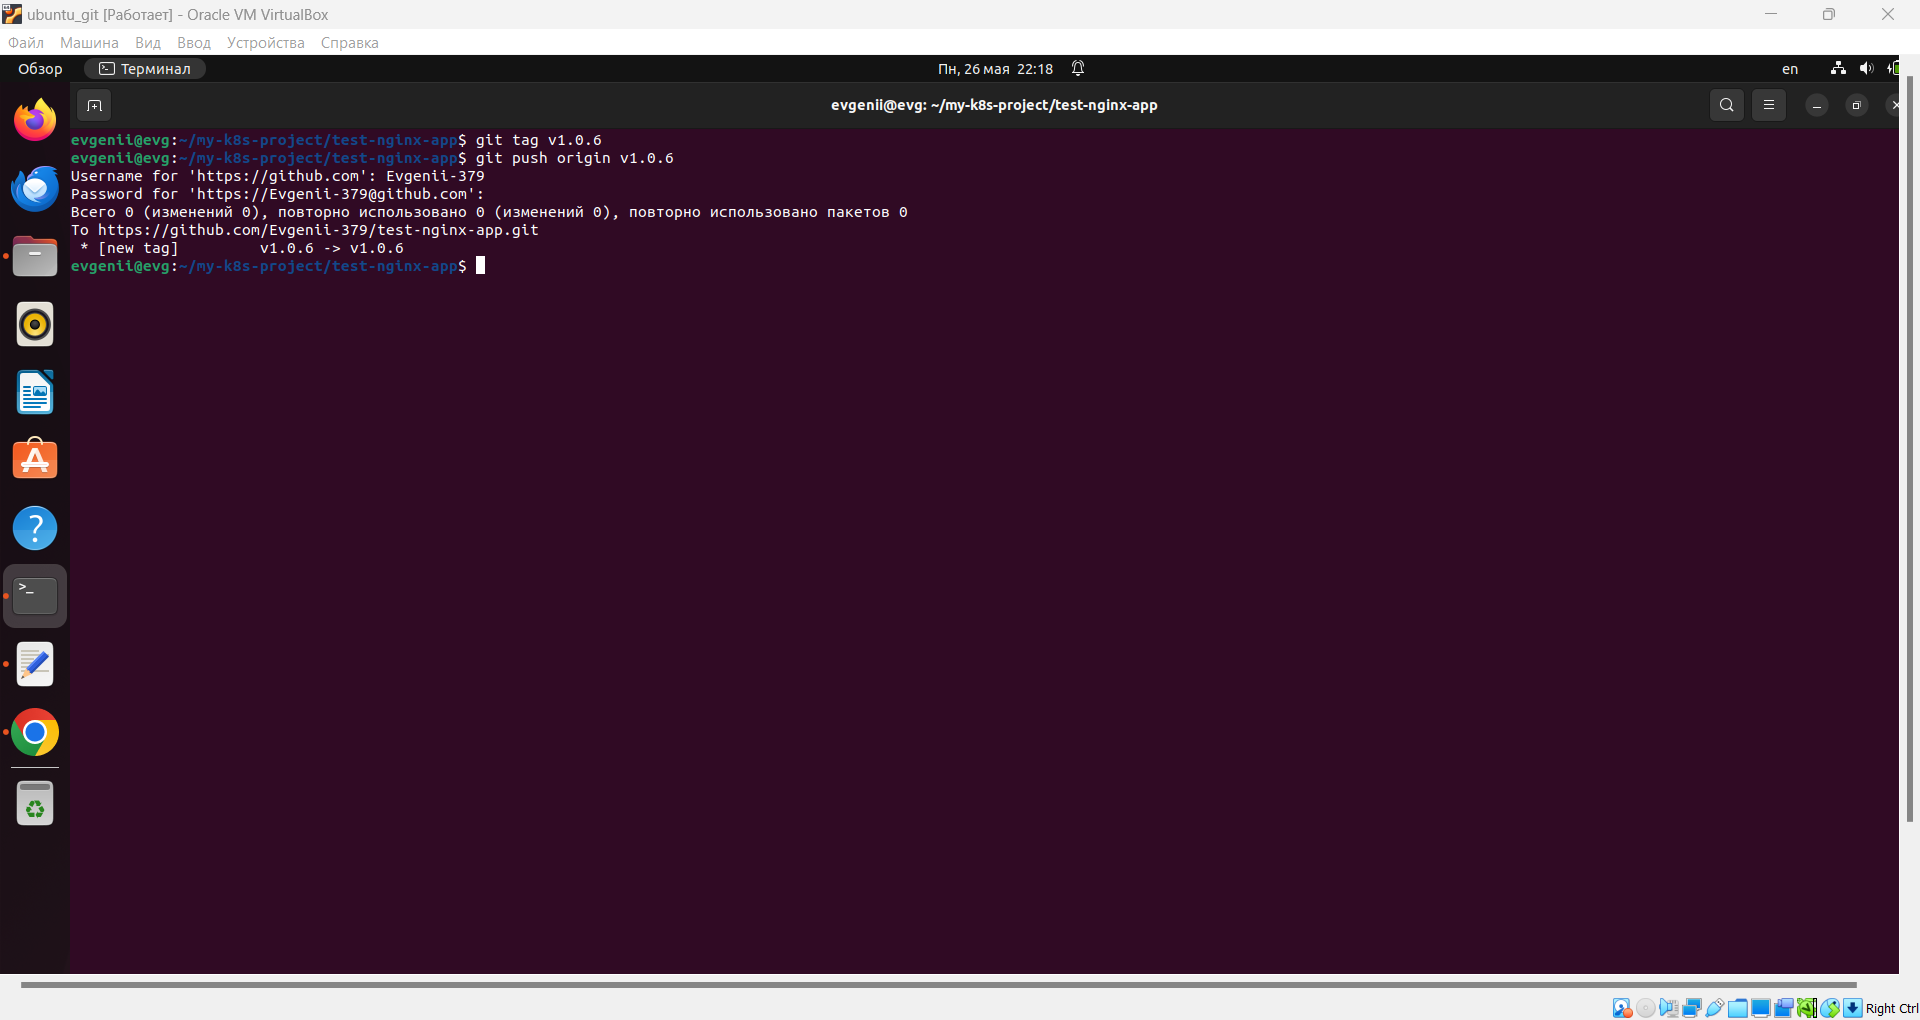 ubuntu_git [Работает] - Oracle VM VirtualBox
Файл Машина Вид Ввод Устройства Справка
Обзор Терминал Пн, 26 мая 22:18 en
evgenii@evg: ~/my-k8s-project/test-nginx-app
evgenii@evg:~/my-k8s-project/test-nginx-app$ git tag v1.0.6
evgenii@evg:~/my-k8s-project/test-nginx-app$ git push origin v1.0.6
Username for 'https://github.com': Evgenii-379
Password for 'https://Evgenii-379@github.com':
Всего 0 (изменений 0), повторно использовано 0 (изменений 0), повторно использовано пакетов 0
To https://github.com/Evgenii-379/test-nginx-app.git
 * [new tag]         v1.0.6 -> v1.0.6
evgenii@evg:~/my-k8s-project/test-nginx-app$
Right Ctrl